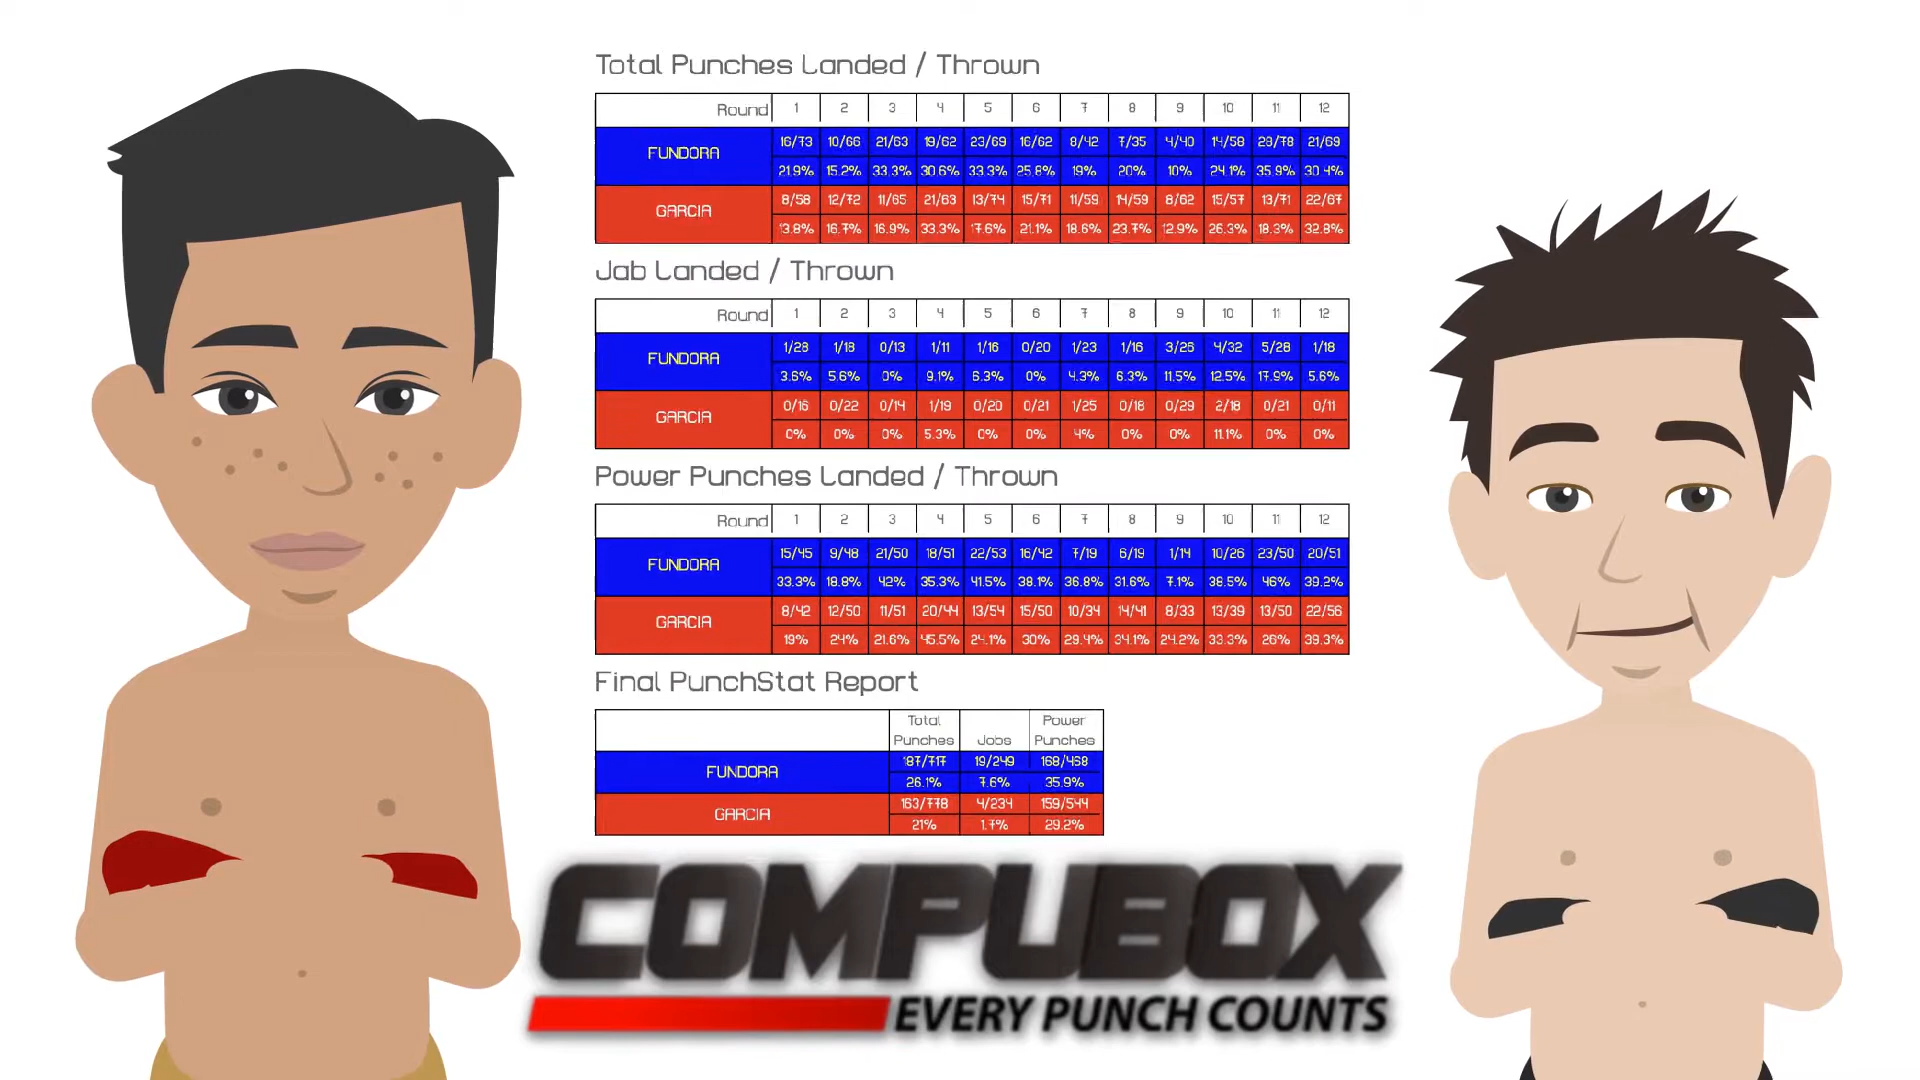 Total Punches Landed / Thrown
Round 1 2 3 4 5 6 7 8 9 10 11 12
FUNDORA
16/73 10/66 21/63 19/62 23/69 16/62 8/42 7/35 4/40 14/58 28/78 21/69
21.9% 15.2% 33.3% 30.6% 33.3% 25.8% 19% 20% 10% 24.1% 35.9% 30.4%
GARCIA
8/58 12/72 11/65 21/63 13/74 15/71 11/59 14/59 8/62 15/57 13/71 22/67
13.8% 16.7% 16.9% 33.3% 17.6% 21.1% 18.6% 23.7% 12.9% 26.3% 18.3% 32.8%
Jab Landed / Thrown
Round 1 2 3 4 5 6 7 8 9 10 11 12
FUNDORA
1/28 1/18 0/13 1/11 1/16 0/20 1/23 1/16 3/26 4/32 5/28 1/18
3.6% 5.6% 0% 9.1% 6.3% 0% 4.3% 6.3% 11.5% 12.5% 17.9% 5.6%
GARCIA
0/16 0/22 0/14 1/19 0/20 0/21 1/25 0/18 0/29 2/18 0/21 0/11
0% 0% 0% 5.3% 0% 0% 4% 0% 0% 11.1% 0% 0%
Power Punches Landed / Thrown
Round 1 2 3 4 5 6 7 8 9 10 11 12
FUNDORA
15/45 9/48 21/50 18/51 22/53 16/42 7/19 6/19 1/14 10/26 23/50 20/51
33.3% 18.8% 42% 35.3% 41.5% 38.1% 36.8% 31.6% 7.1% 38.5% 46% 39.2%
GARCIA
8/42 12/50 11/51 20/44 13/54 15/50 10/34 14/41 8/33 13/39 13/50 22/56
19% 24% 21.6% 45.5% 24.1% 30% 29.4% 34.1% 24.2% 33.3% 26% 39.3%
Final PunchStat Report
Total Punches Jobs Power Punches
FUNDORA
187/717 19/249 168/468
26.1% 7.6% 35.9%
GARCIA
163/778 4/234 159/544
21% 1.7% 29.2%
COMPUBOX
EVERY PUNCH COUNTS